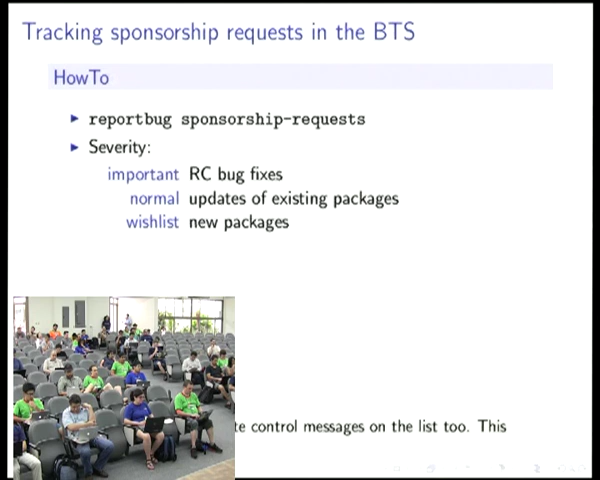 Tracking sponsorship requests in the BTS
HowTo
reportbug sponsorship-requests
Severity:
important RC bug fixes
normal updates of existing packages
wishlist new packages
control messages on the list too. This